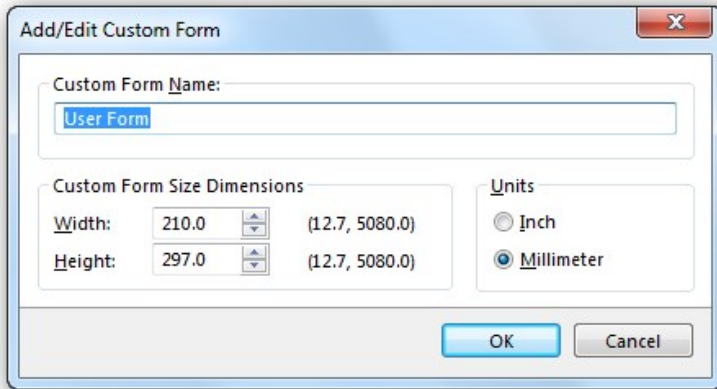 Add/Edit Custom Form
Custom Form Name:
User Form
Custom Form Size Dimensions
Width: 210.0 (12.7, 5080.0)
Height: 297.0 (12.7, 5080.0)
Units
Inch
Millimeter
OK Cancel